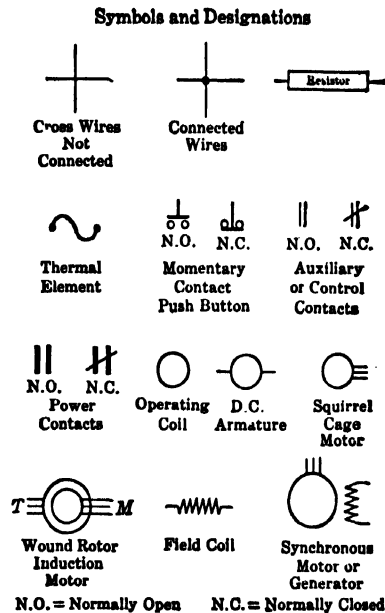 Symbols and Designations
Resistor
Cross Wires
Not
Connected
Connected
Wires
N.O. N.C.
N.O. N.C.
Thermal
Element
Momentary
Contact
Push Button
Auxiliary
or Control
Contacts
N.O. N.C.
Power
Contacts
Operating
Coil
D.C.
Armature
Squirrel
Cage
Motor
T M
Wound Rotor
Induction
Motor
Field Coil
Synchronous
Motor or
Generator
N.O. = Normally Open N.C. = Normally Closed